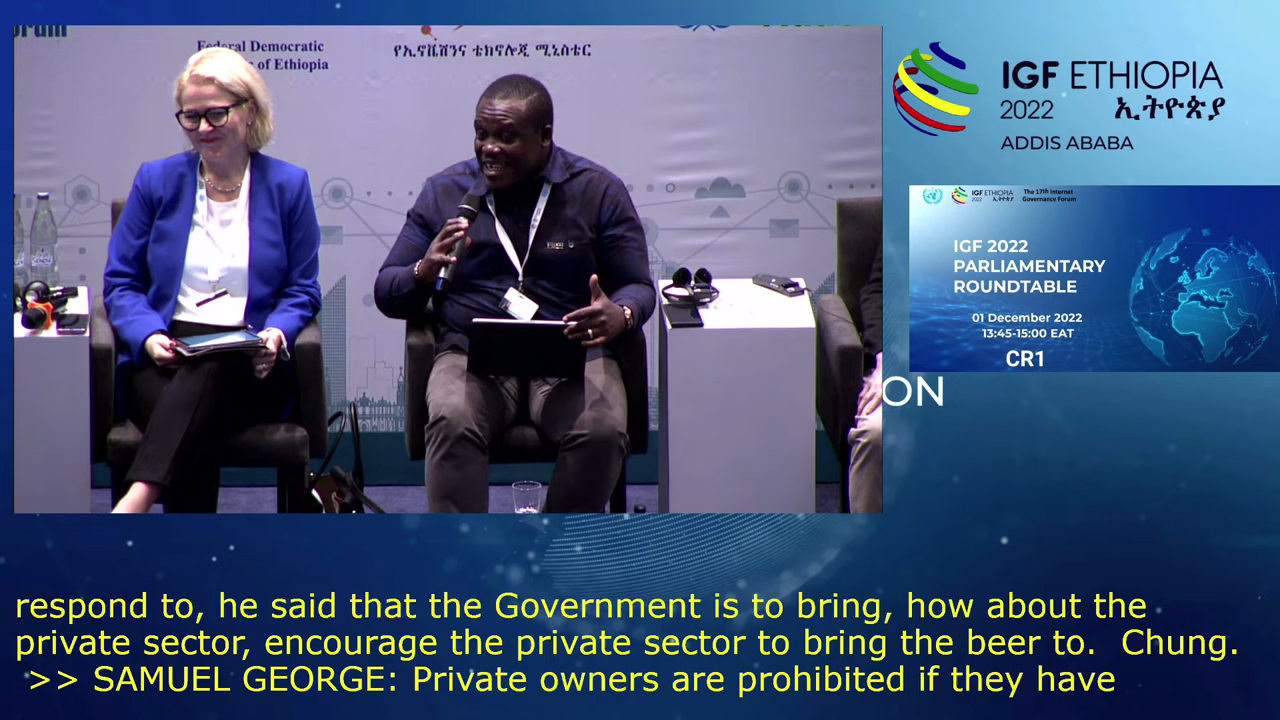 Federal Democratic
of Ethiopia
የኢኖቬሽንና ቴክኖሎጂ ሚኒስቴር
IGF ETHIOPIA
2022 ኢትዮጵያ
ADDIS ABABA
IGF ETHIOPIA
2022 ኢትዮጵያ
The 17th Internet
Governance Forum
IGF 2022
PARLIAMENTARY
ROUNDTABLE
01 December 2022
13:45-15:00 EAT
CR1
ON
respond to, he said that the Government is to bring, how about the
private sector, encourage the private sector to bring the beer to. Chung.
>> SAMUEL GEORGE: Private owners are prohibited if they have